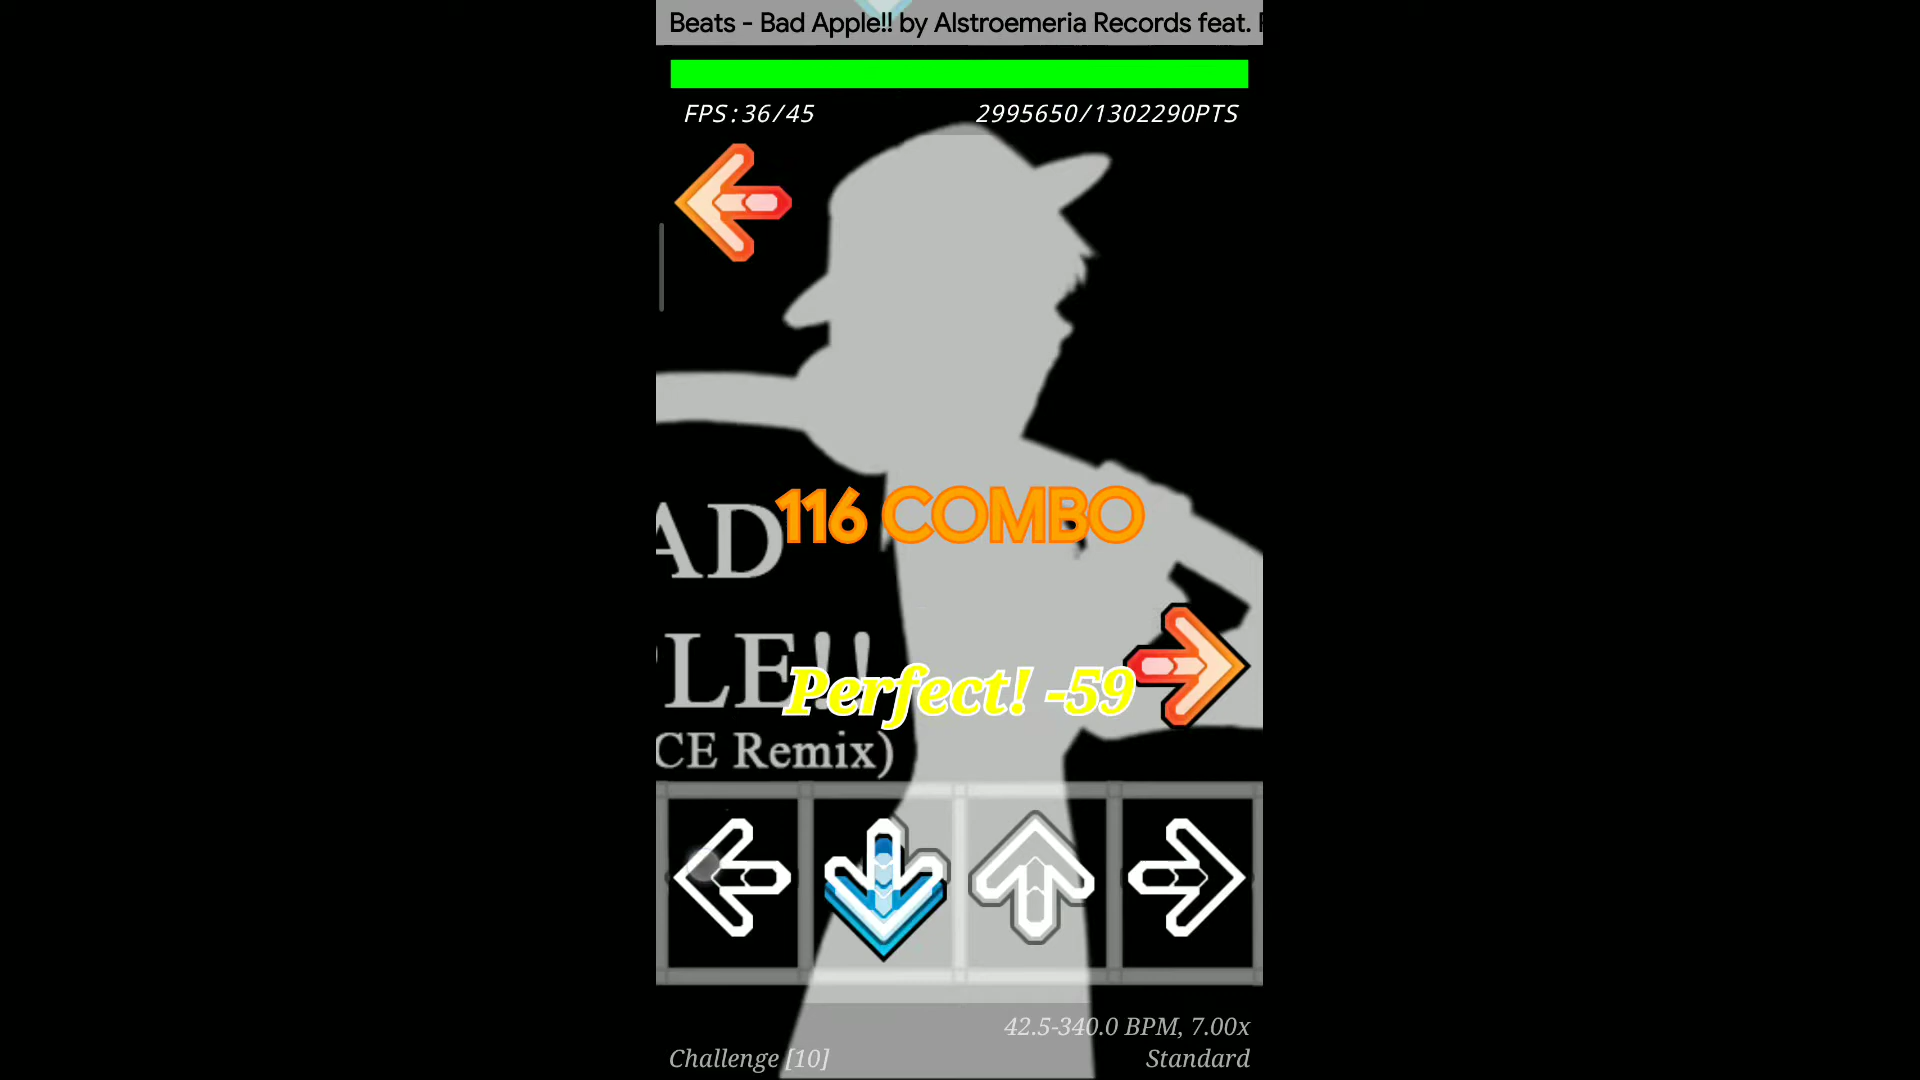 Beats - Bad Apple!! by Alstroemeria Records feat.
FPS:36/45
2995650/1302290PTS
116 COMBO
AD
PLE!!
Perfect! -59
CE Remix)
42.5-340.0 BPM, 7.00x
Challenge [10]
Standard